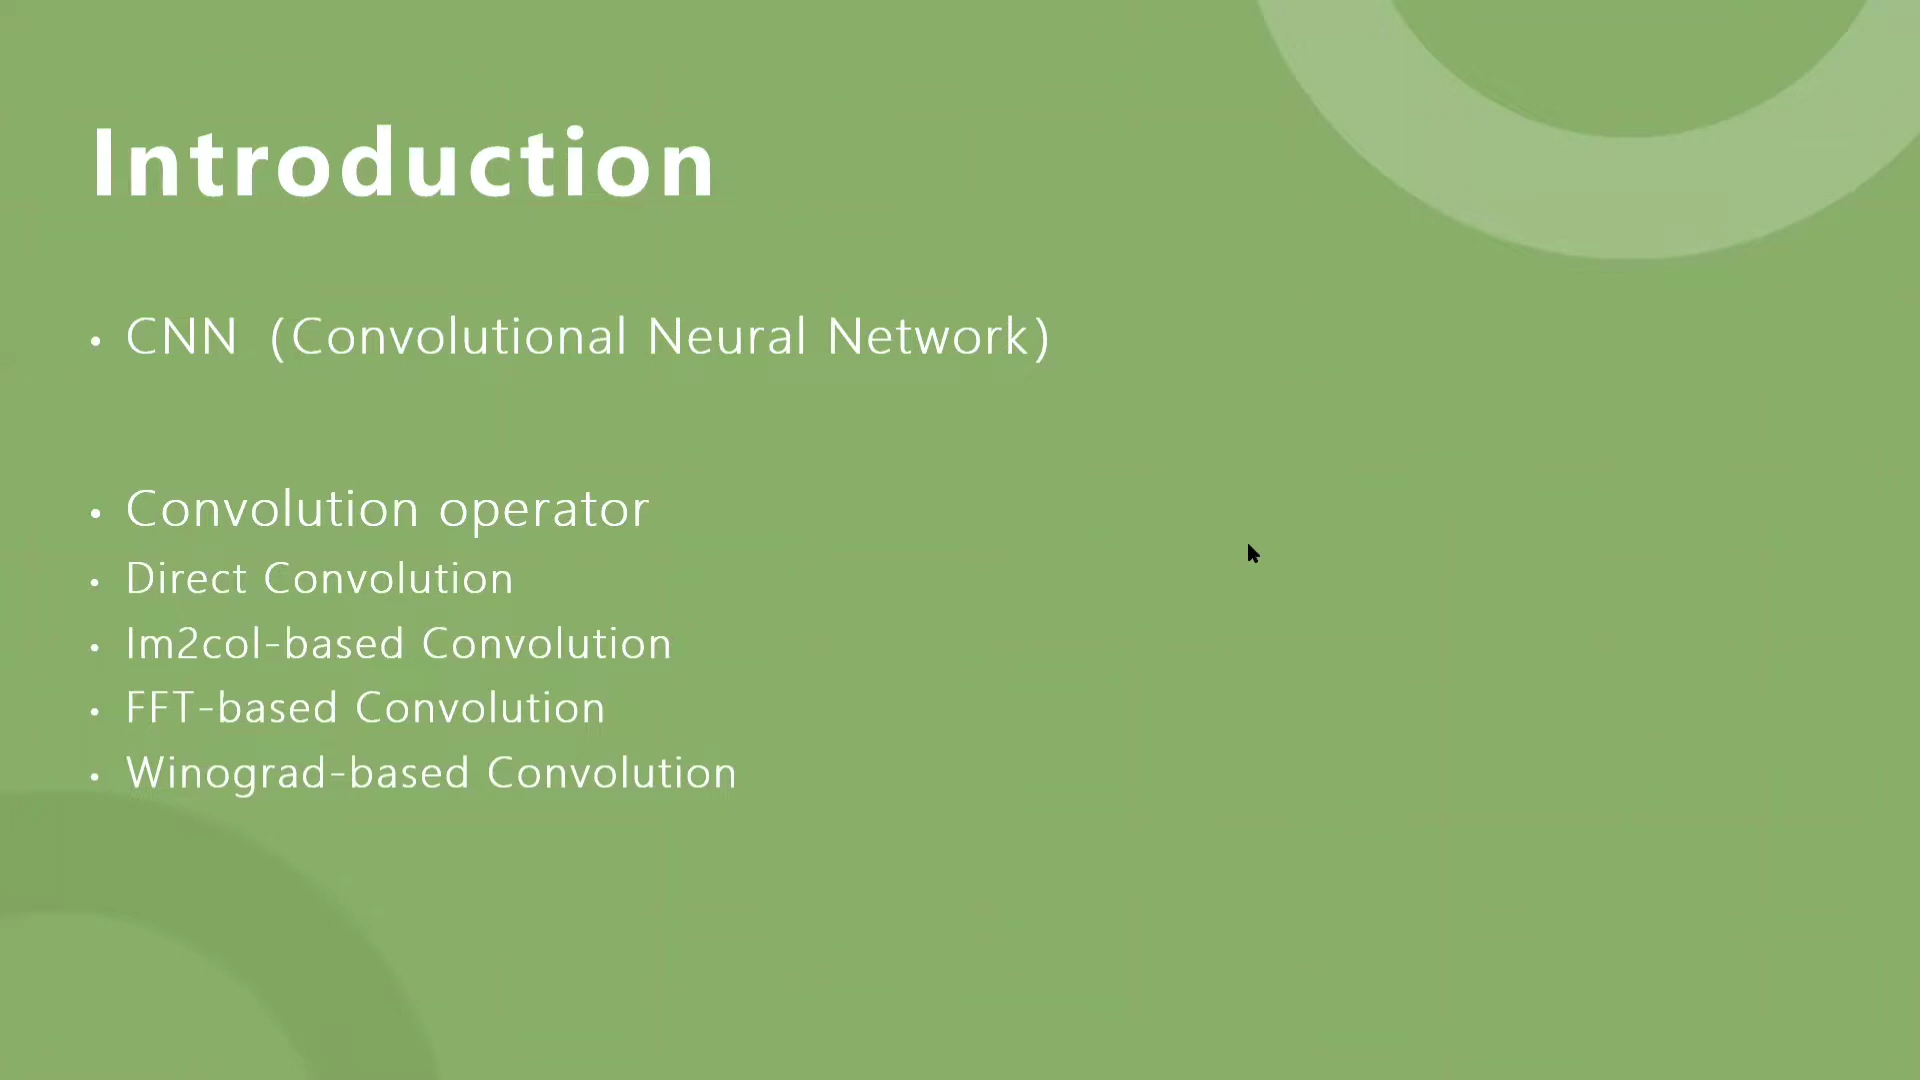 Introduction
• CNN（Convolutional Neural Network）
• Convolution operator
• Direct Convolution
• Im2col-based Convolution
• FFT-based Convolution
• Winograd-based Convolution